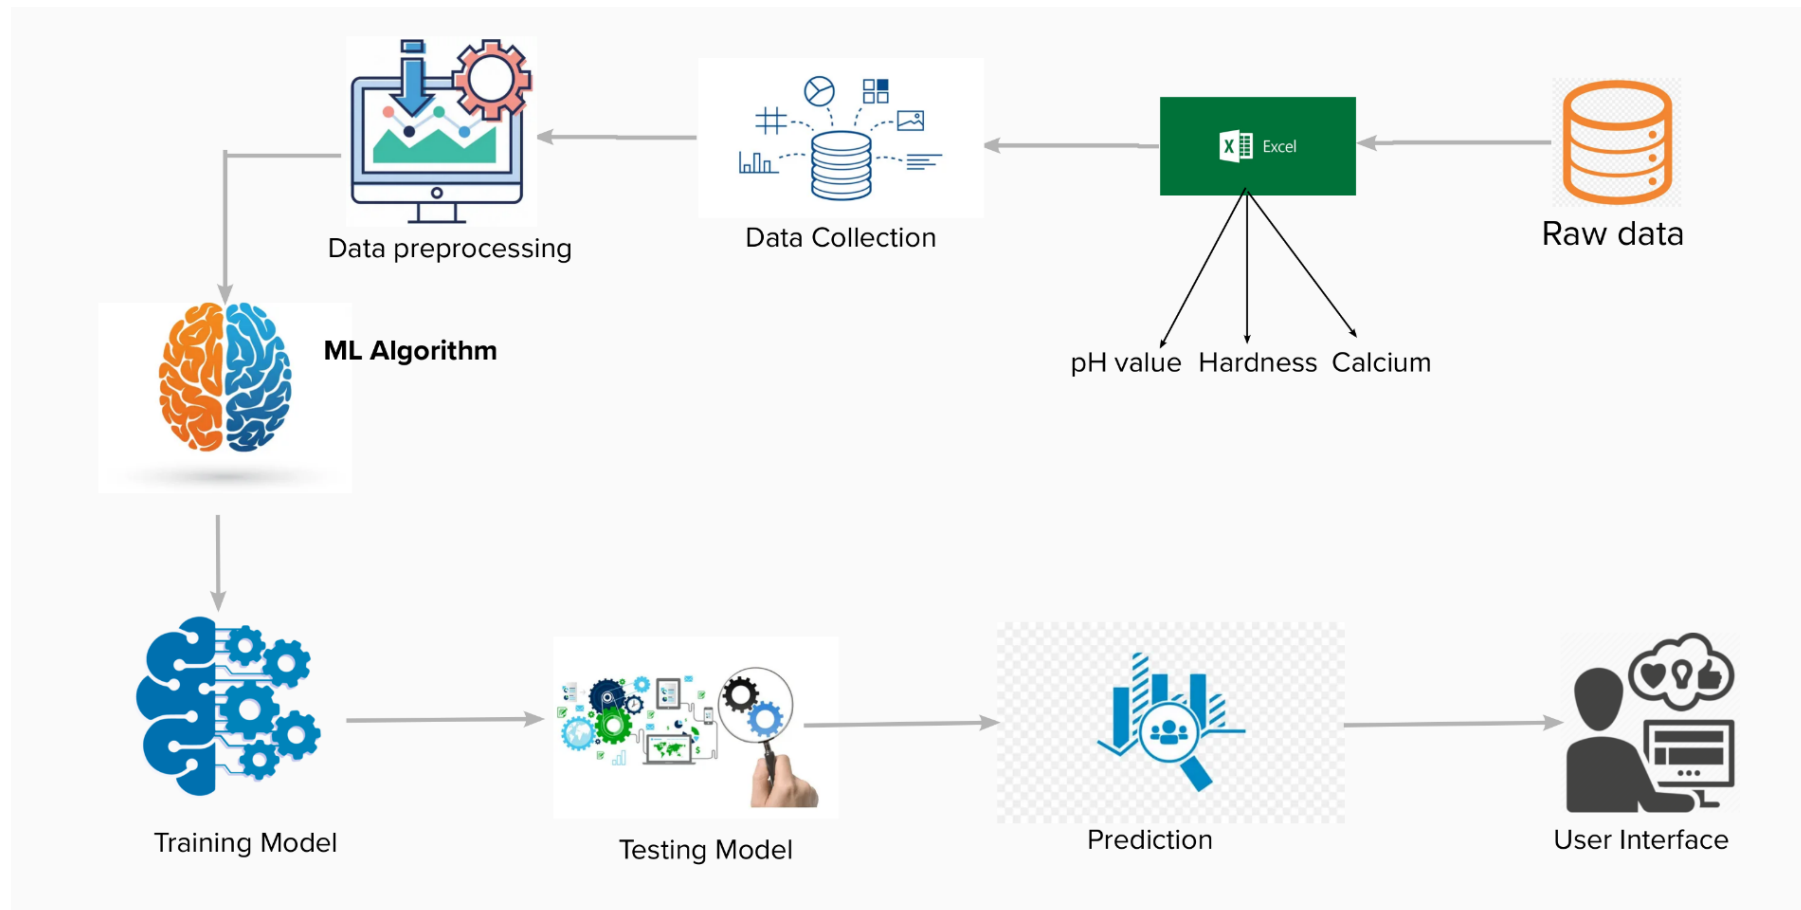 Excel
Raw data
Data Collection
Data preprocessing
pH value Hardness Calcium
ML Algorithm
Training Model
Testing Model
Prediction
User Interface